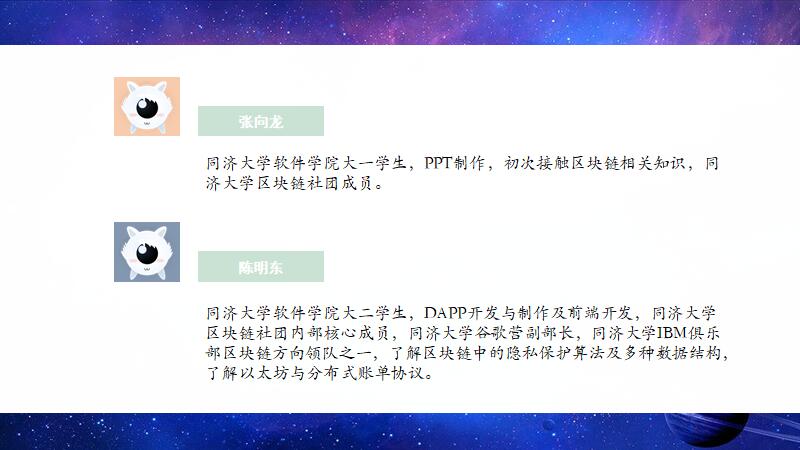 张向龙
同济大学软件学院大一学生，PPT制作，初次接触区块链相关知识，同
济大学区块链社团成员。
陈明东
同济大学软件学院大二学生，DAPP开发与制作及前端开发，同济大学
区块链社团内部核心成员，同济大学谷歌营副部长，同济大学IBM俱乐
部区块链方向领队之一，了解区块链中的隐私保护算法及多种数据结构，
了解以太坊与分布式账单协议。